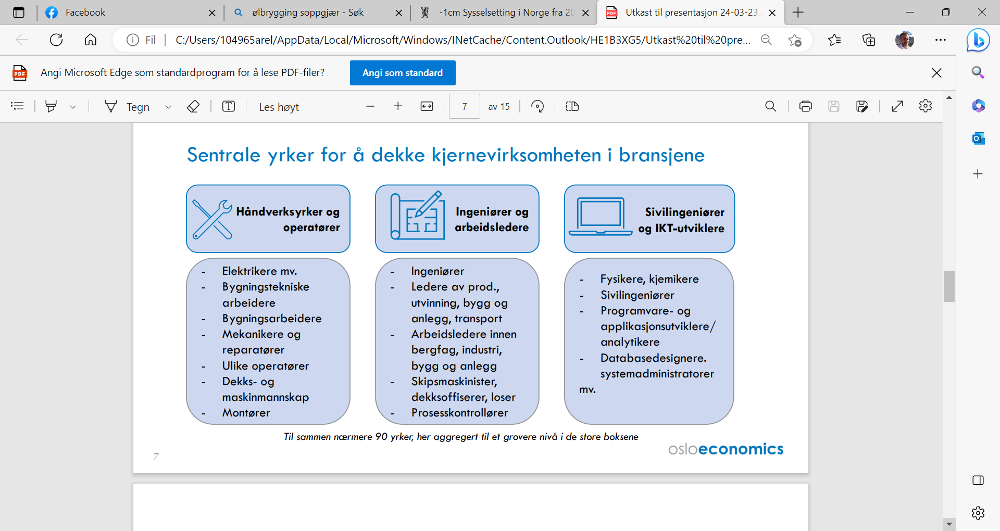 Facebook
ølbrygging soppgjær - Søk
-1cm Sysselsetting i Norge fra 20
Utkast til presentasjon 24-03-23.
Fil
C:/Users/104965arel/AppData/Local/Microsoft/Windows/INetCache/Content.Outlook/HE1B3XG5/Utkast%20til%20pre...
PDF
Angi Microsoft Edge som standardprogram for å lese PDF-filer?
Angi som standard
Tegn
Les høyt
7
av 15
Sentrale yrker for å dekke kjernevirksomheten i bransjene
Håndverksyrker og
operatører
- Elektrikere mv.
- Bygningstekniske
arbeidere
- Bygningsarbeidere
- Mekanikere og
reparatører
- Ulike operatører
- Dekks- og
maskinmannskap
- Montører
Ingeniører og
arbeidsledere
- Ingeniører
- Ledere av prod.,
utvinning, bygg og
anlegg, transport
- Arbeidsledere innen
bergfag, industri,
bygg og anlegg
- Skipsmaskinister,
dekksoffiserer, loser
- Prosesskontrollører
Sivilingeniører
og IKT-utviklere
- Fysikere, kjemikere
- Sivilingeniører
- Programvare- og
applikasjonsutviklere/
analytikere
- Databasedesignere.
systemadministratorer
mv.
Til sammen nærmere 90 yrker, her aggregert til et grovere nivå i de store boksene
osloeconomics
7